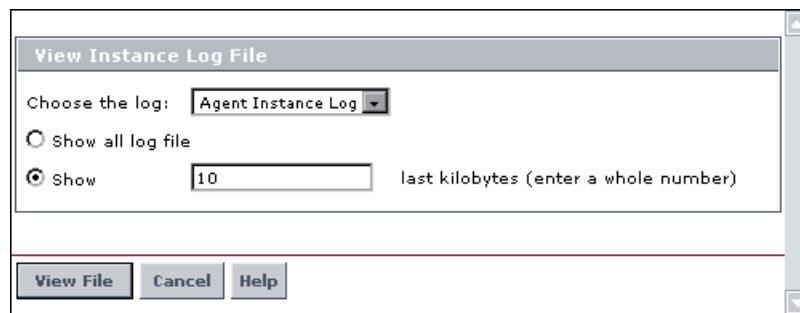 View Instance Log File
Choose the log: Agent Instance Log
Show all log file
Show 10 last kilobytes (enter a whole number)
View File Cancel Help